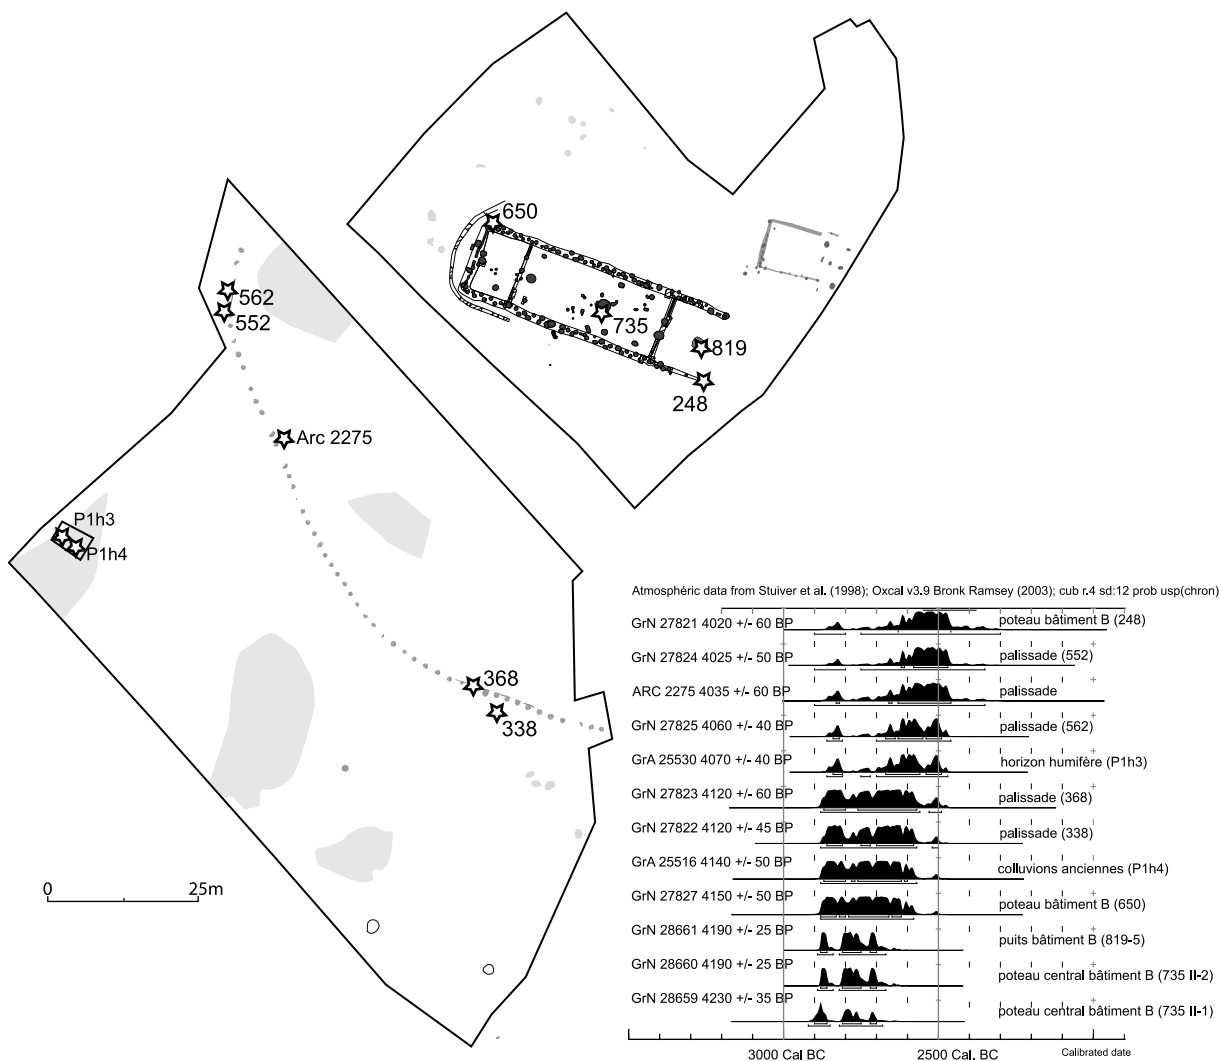 650
562
552
735
819
248
Arc 2275
P1h3
P1h4
368
338
0 25m
Atmosphéric data from Stuiver et al. (1998); Oxcal v3.9 Bronk Ramsey (2003); cub r.4 sd:12 prob usp(chron)
GrN 27821 4020 +/- 60 BP poteau bâtiment B (248)
GrN 27824 4025 +/- 50 BP palissade (552)
ARC 2275 4035 +/- 60 BP palissade
GrN 27825 4060 +/- 40 BP palissade (562)
GrA 25530 4070 +/- 40 BP horizon humifère (P1h3)
GrN 27823 4120 +/- 60 BP palissade (368)
GrN 27822 4120 +/- 45 BP palissade (338)
GrA 25516 4140 +/- 50 BP colluvions anciennes (P1h4)
GrN 27827 4150 +/- 50 BP poteau bâtiment B (650)
GrN 28661 4190 +/- 25 BP puits bâtiment B (819-5)
GrN 28660 4190 +/- 25 BP poteau central bâtiment B (735 II-2)
GrN 28659 4230 +/- 35 BP poteau central bâtiment B (735 II-1)
3000 Cal BC 2500 Cal. BC Calibrated date